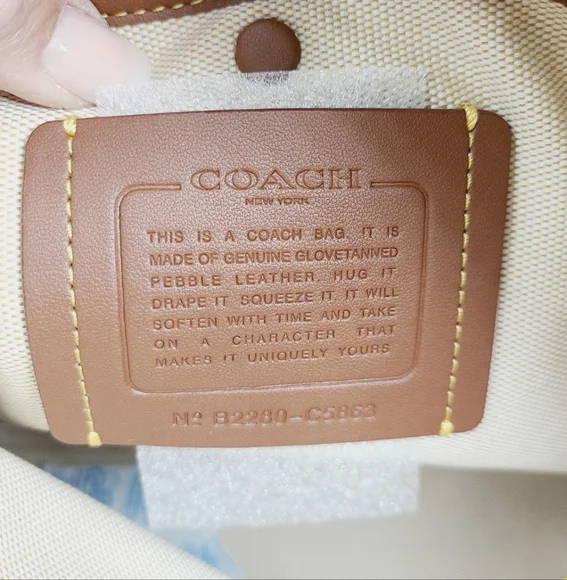 COACH
NEW YORK
THIS IS A COACH BAG. IT IS
MADE OF GENUINE GLOVETANNED
PEBBLE LEATHER. HUG IT
DRAPE IT SQUEEZE IT. IT WILL
SOFTEN WITH TIME AND TAKE
ON A CHARACTER THAT
MAKES IT UNIQUELY YOURS
Nº B2280-C5863